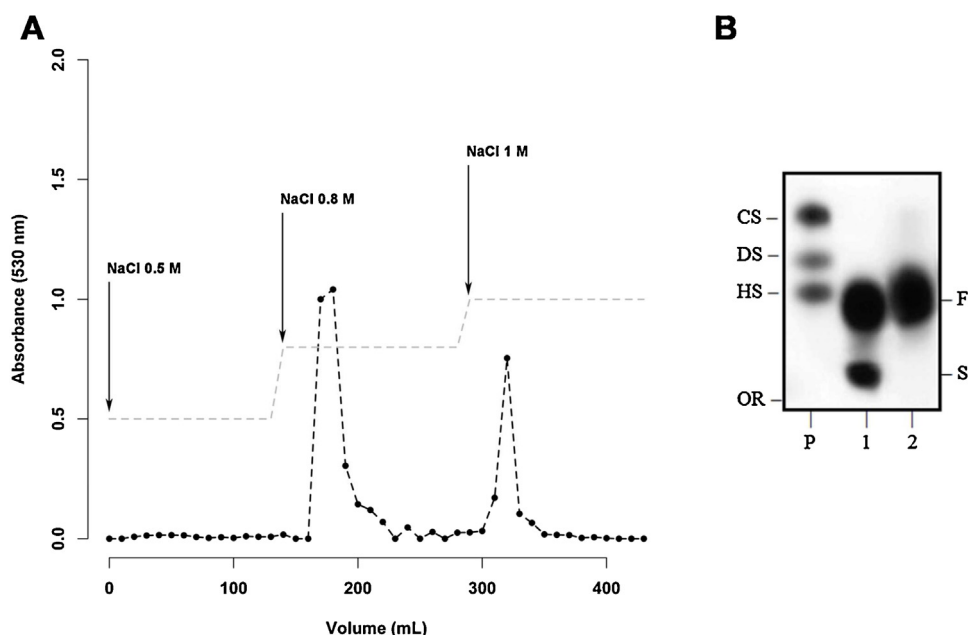 A
B
2.0
1.5
1.0
0.5
0.0
Absorbance (530 nm)
NaCl 0.5 M
NaCl 0.8 M
NaCl 1 M
0 100 200 300 400
Volume (mL)
CS
DS
HS
OR
F
S
P 1 2